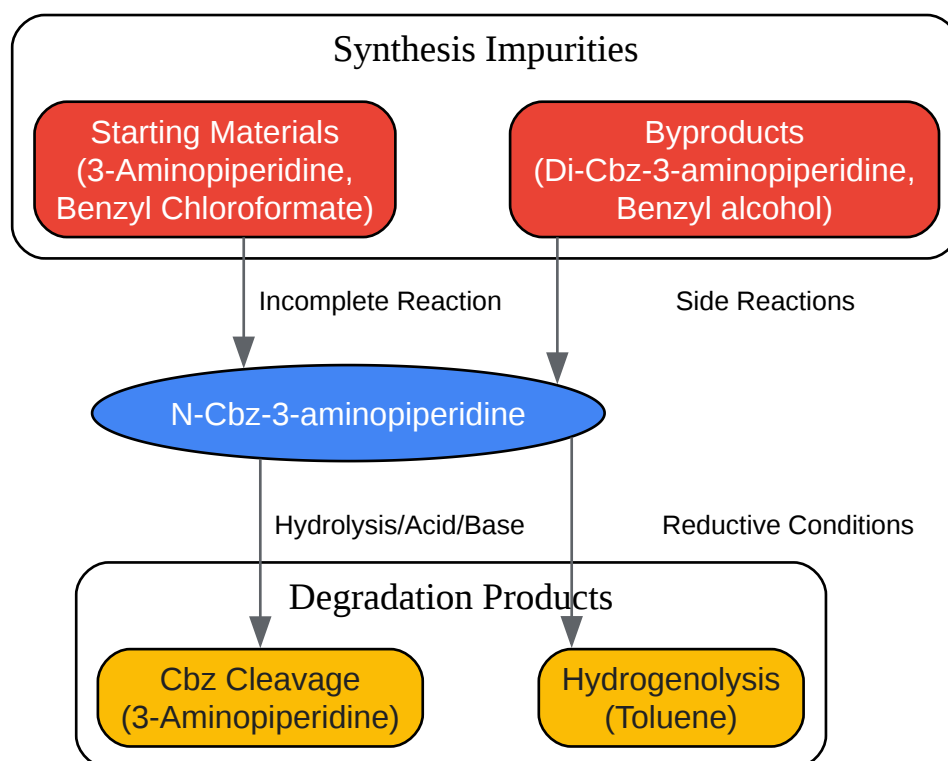 Synthesis Impurities
Starting Materials
(3-Aminopiperidine,
Benzyl Chloroformate)
Byproducts
(Di-Cbz-3-aminopiperidine,
Benzyl alcohol)
Incomplete Reaction
Side Reactions
N-Cbz-3-aminopiperidine
Hydrolysis/Acid/Base
Reductive Conditions
Degradation Products
Cbz Cleavage
(3-Aminopiperidine)
Hydrogenolysis
(Toluene)